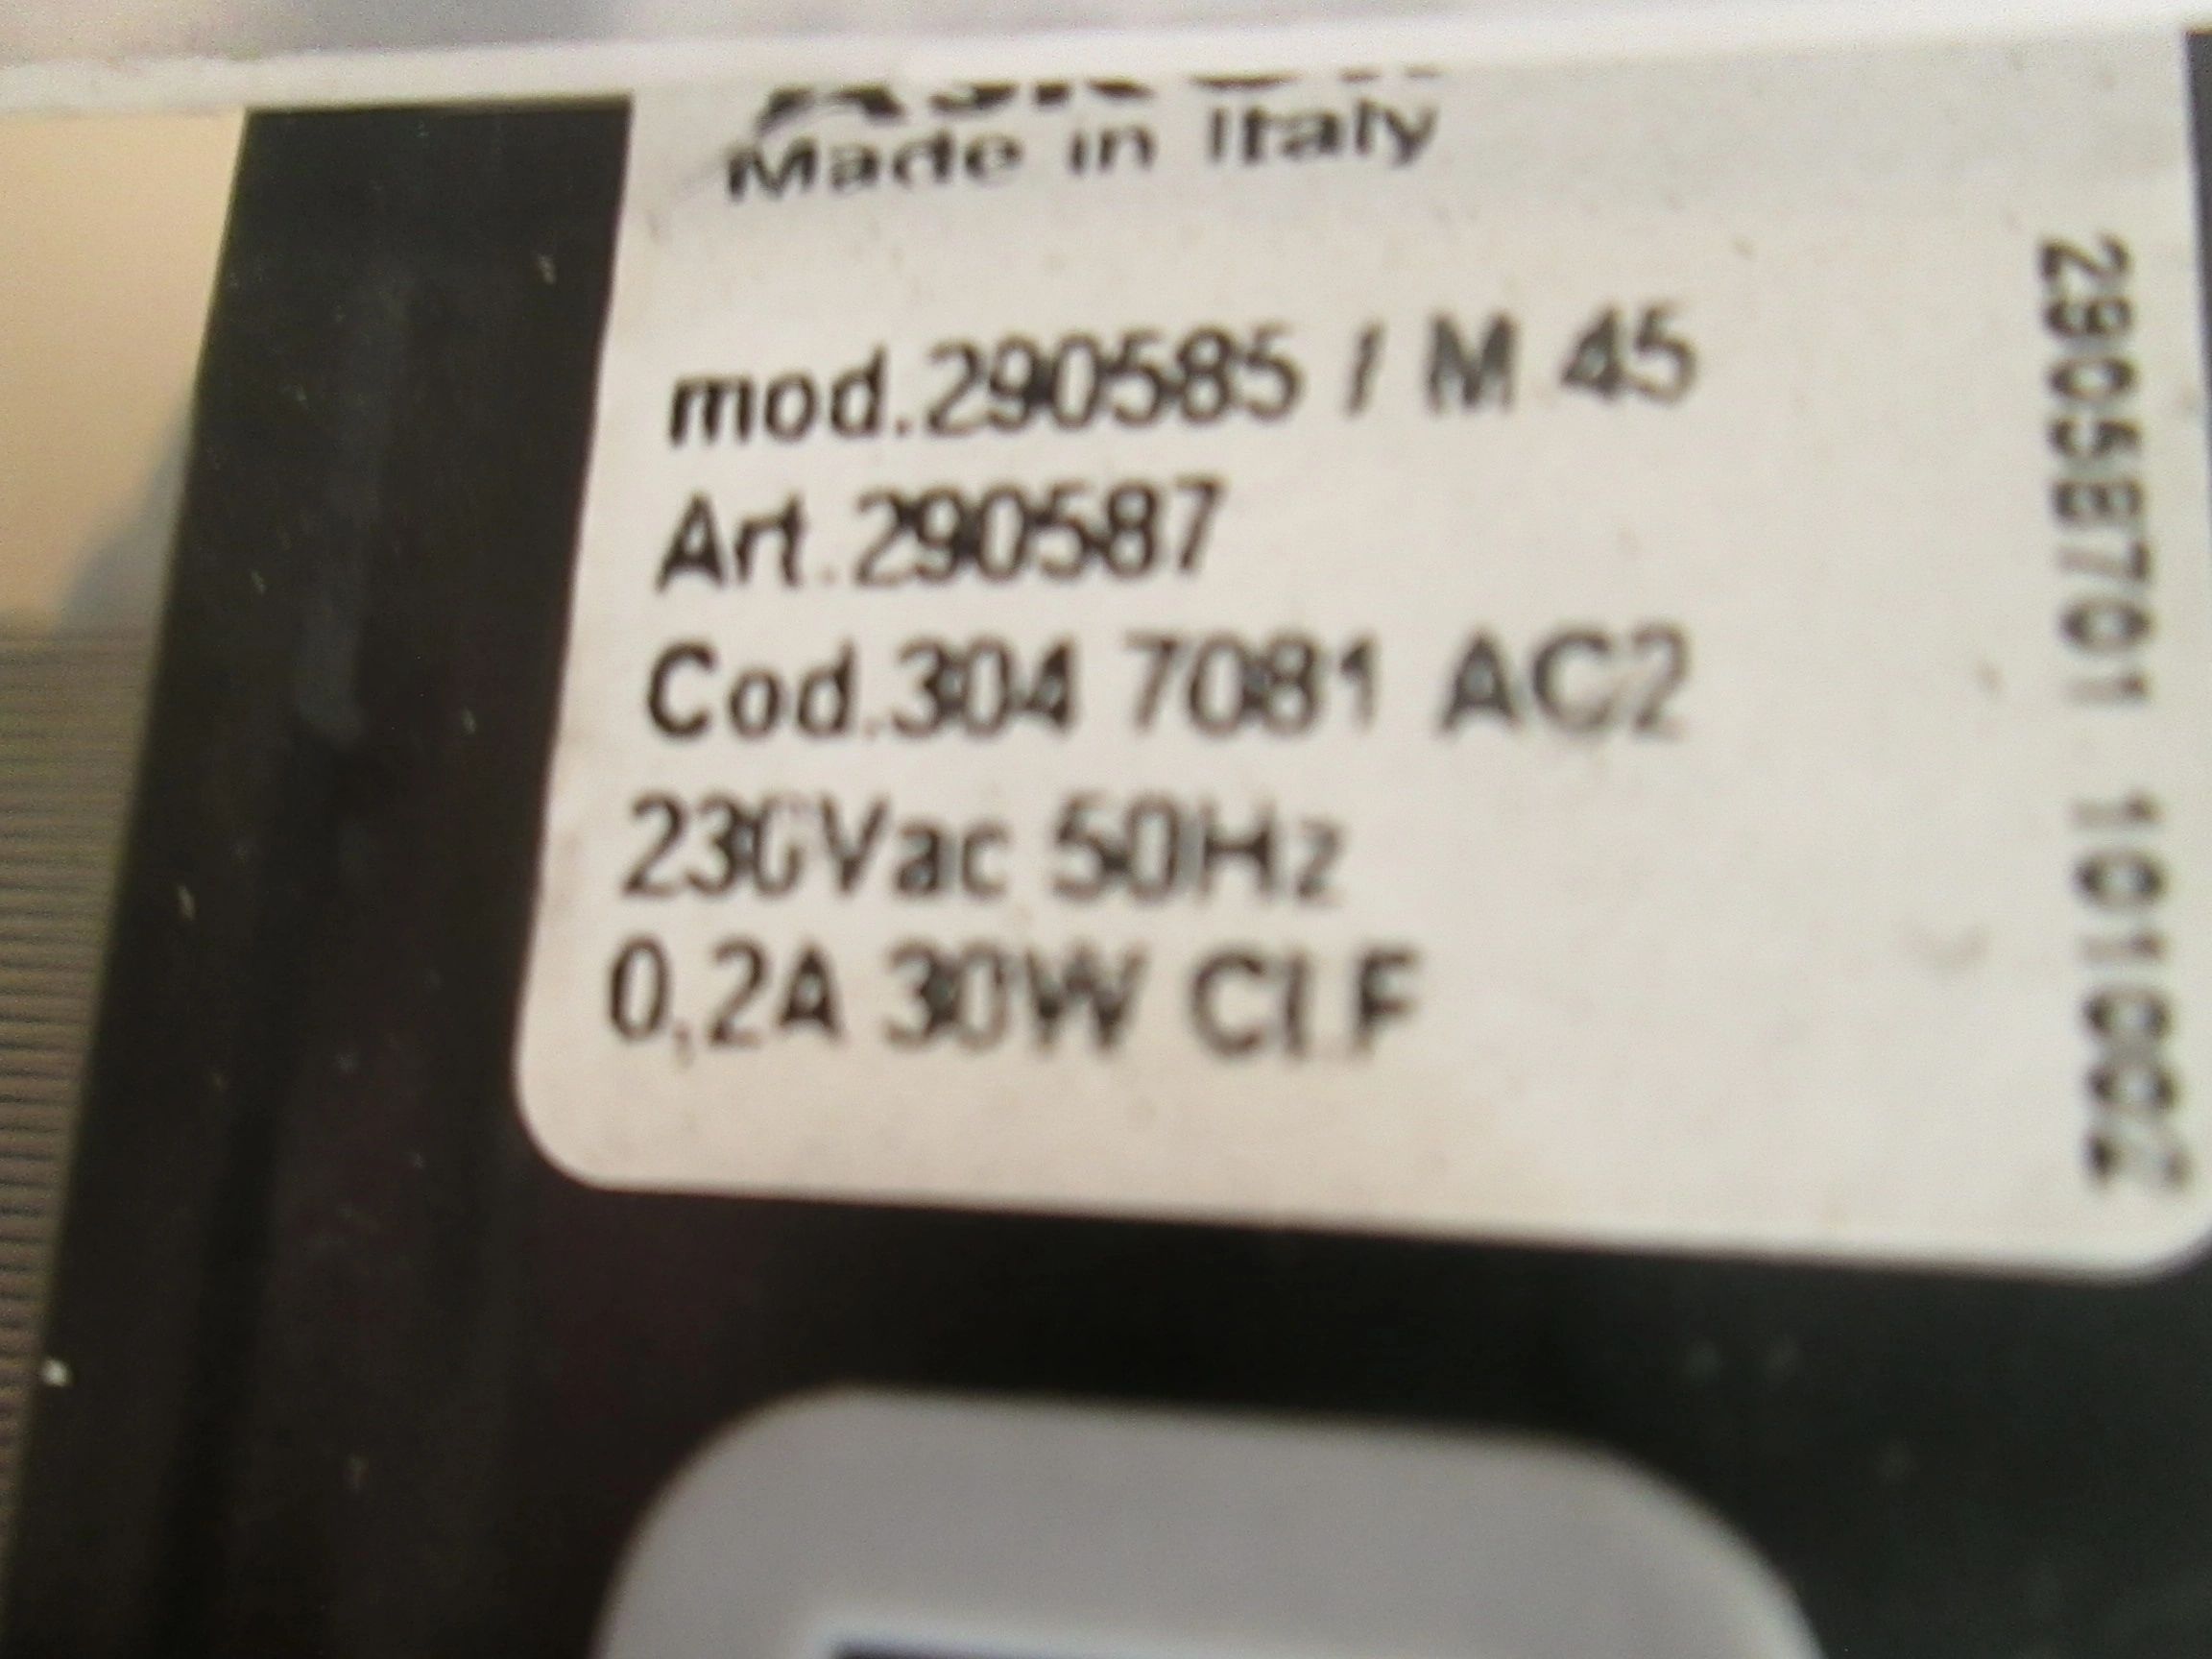 Made in Italy
mod.290585 / M 45
Art.290587
Cod.304 7081 AC2
230Vac 50Hz
0,2A 30W Cl.F